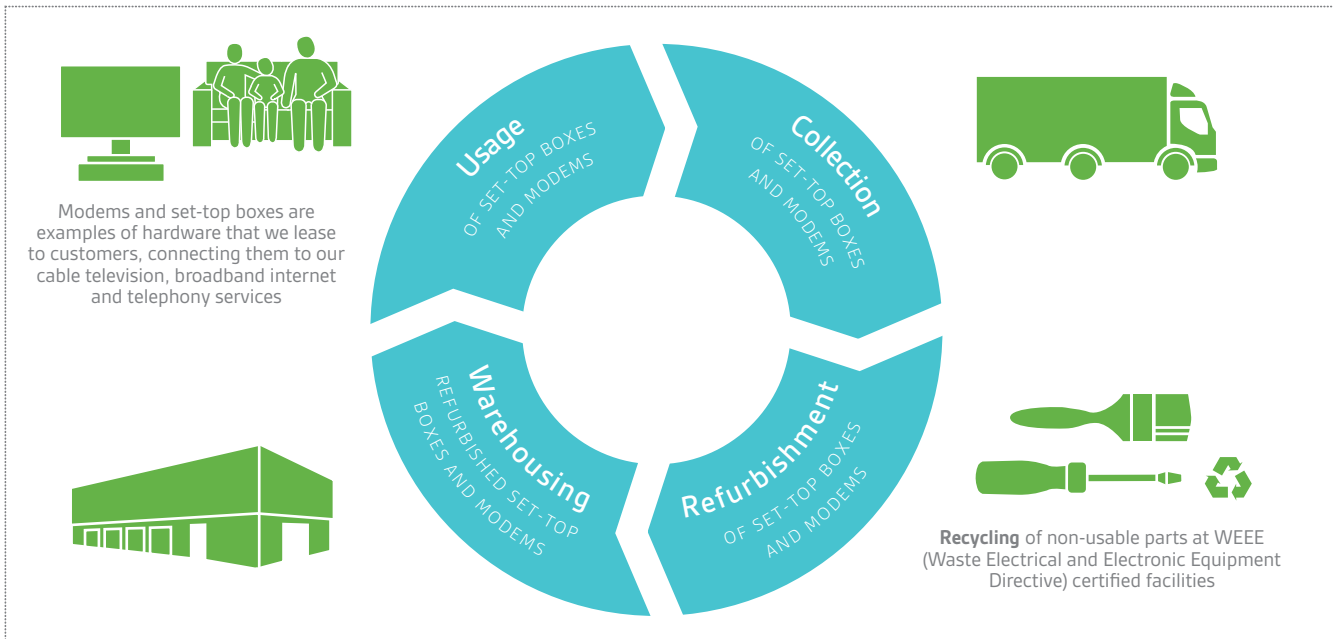 Modems and set-top boxes are
examples of hardware that we lease
to customers, connecting them to our
cable television, broadband internet
and telephony services
Usage
OF SET-TOP BOXES
AND MODEMS
Collection
OF SET-TOP BOXES
AND MODEMS
Refurbishment
OF SET-TOP BOXES
AND MODEMS
Recycling of non-usable parts at WEEE
(Waste Electrical and Electronic Equipment
Directive) certified facilities
Warehousing
REFURBISHED SET-TOP
BOXES AND MODEMS